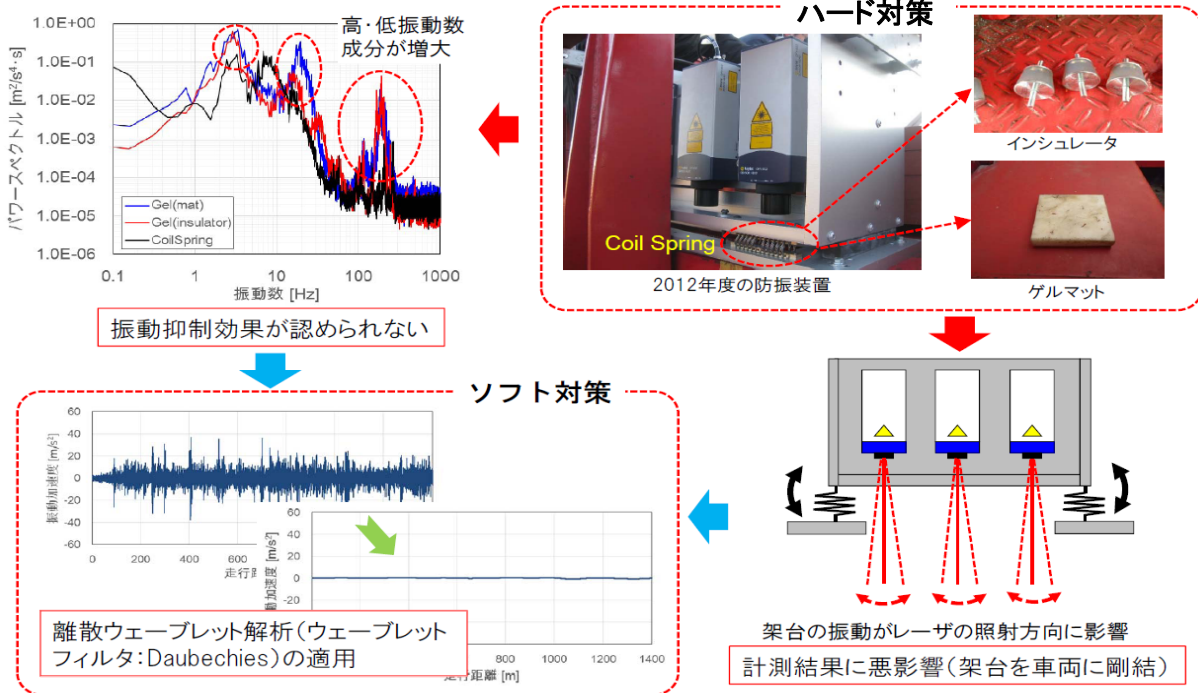 ハード対策
1.0E+00
1.0E-01
1.0E-02
1.0E-03
1.0E-04
1.0E-05
1.0E-06
パワースペクトル [m²/s⁴・s]
高・低振動数
成分が増大
Gel(mat)
Gel(insulator)
CoilSpring
0.1 1 10 100 1000
振動数 [Hz]
振動抑制効果が認められない
Coil Spring
2012年度の防振装置
インシュレータ
ゲルマット
ソフト対策
振動加速度 [m/s²]
60
40
20
0
-20
-40
-60
0 200 400 600
走行距
動加速度 [m/s²]
60
40
20
0
-20
800 1000 1200 1400
走行距離 [m]
離散ウェーブレット解析(ウェーブレット
フィルタ:Daubechies)の適用
架台の振動がレーザの照射方向に影響
計測結果に悪影響(架台を車両に剛結)